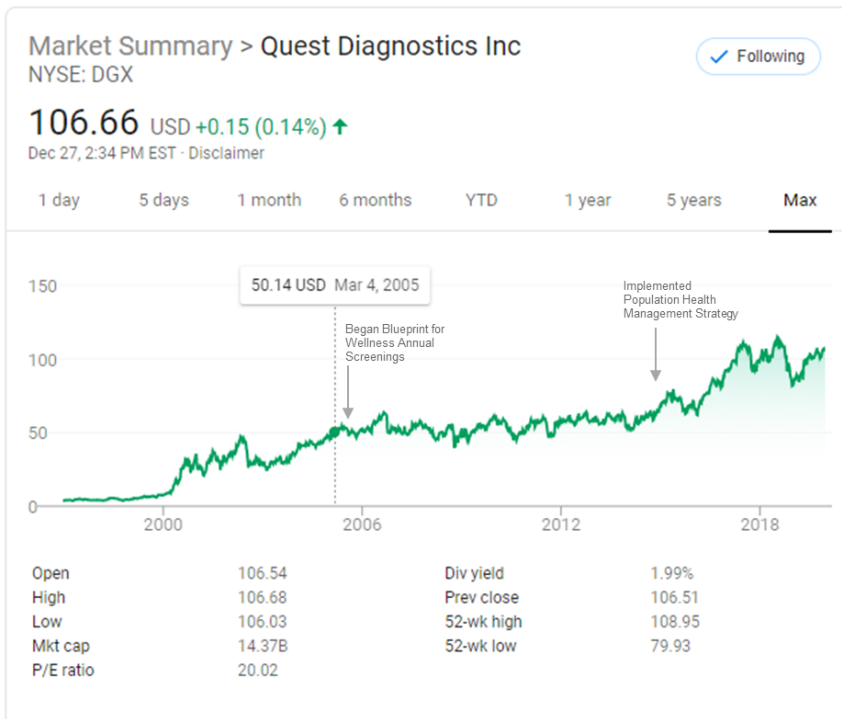 Market Summary > Quest Diagnostics Inc
NYSE: DGX
Following
106.66 USD +0.15 (0.14%)
Dec 27, 2:34 PM EST · Disclaimer
1 day 5 days 1 month 6 months YTD 1 year 5 years Max
50.14 USD Mar 4, 2005
Implemented
Population Health
Management Strategy
Began Blueprint for
Wellness Annual
Screenings
150
100
50
0
2000 2006 2012 2018
Open 106.54 Div yield 1.99%
High 106.68 Prev close 106.51
Low 106.03 52-wk high 108.95
Mkt cap 14.37B 52-wk low 79.93
P/E ratio 20.02